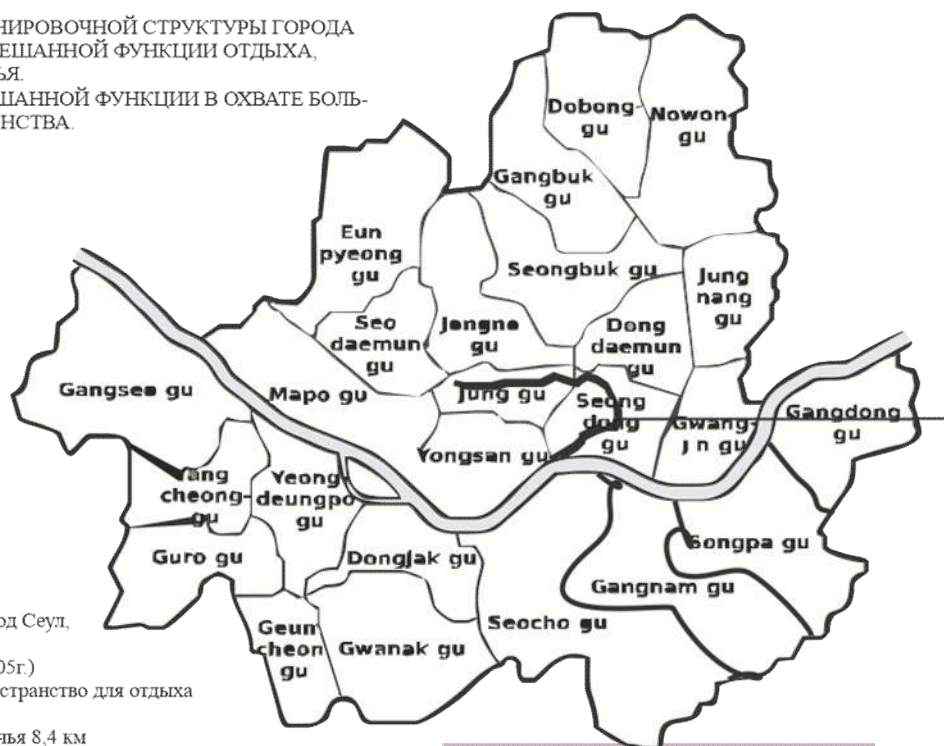 НИРОВОЧНОЙ СТРУКТУРЫ ГОРОДА
ЕШАННОЙ ФУНКЦИИ ОТДЫХА,
ЬЯ.
ШАННОЙ ФУНКЦИИ В ОХВАТЕ БОЛЬ-
НСТВА.
Dobong
gu
Nowon
gu
Gangbuk
gu
Eun
pyeong
gu
Seongbuk gu
Jung
nang
gu
Seo
daemun
gu
Jongno
gu
Dong
daemun
gu
Gangseo gu
Mapo gu
Jung gu
Seong
dong
gu
Gwang-
jin gu
Gangdong
gu
Yongsan gu
Yang
cheong-
gu
Yeong-
deungpo
gu
Guro gu
Dongjak gu
Songpa gu
Gangnam gu
Seocho gu
Geun
cheon
gu
Gwanak gu
од Сеул,
05г.)
странство для отдыха
чья 8,4 км